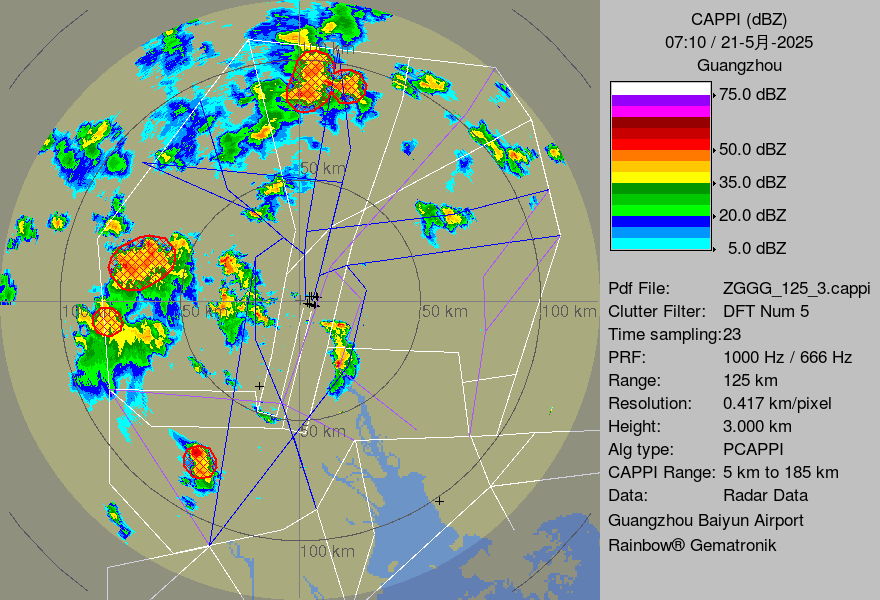 CAPPI (dBZ)
07:10 / 21-5月-2025
Guangzhou
75.0 dBZ
50.0 dBZ
35.0 dBZ
20.0 dBZ
5.0 dBZ
Pdf File: ZGGG_125_3.cappi
Clutter Filter: DFT Num 5
Time sampling:23
PRF: 1000 Hz / 666 Hz
Range: 125 km
Resolution: 0.417 km/pixel
Height: 3.000 km
Alg type: PCAPPI
CAPPI Range: 5 km to 185 km
Data: Radar Data
Guangzhou Baiyun Airport
Rainbow® Gematronik
100 km
50 km
100 km
50 km
50 km
100 km
50 km
100 km